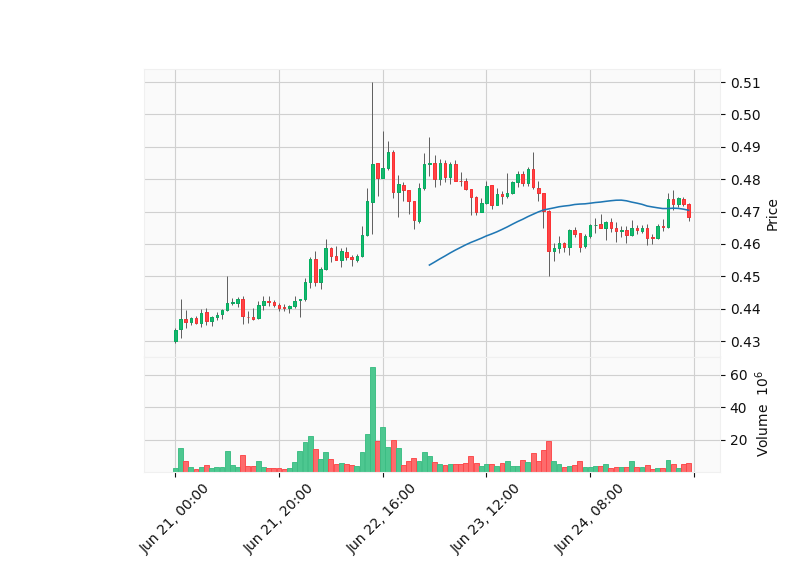 0.51
0.50
0.49
0.48
0.47
0.46
0.45
0.44
0.43
Price
60
40
20
Volume 10⁶
Jun 21, 00:00
Jun 21, 20:00
Jun 22, 16:00
Jun 23, 12:00
Jun 24, 08:00